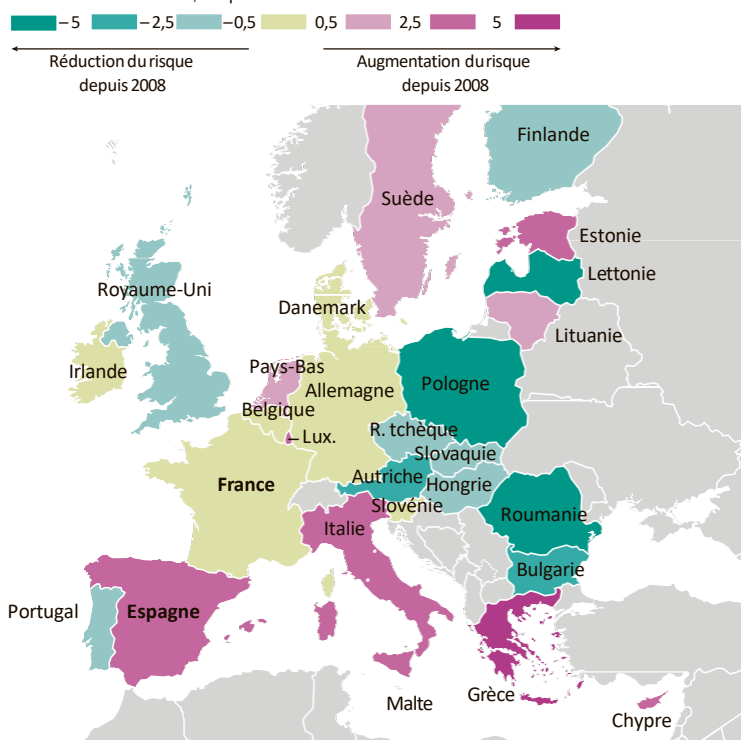 – 5
– 2,5
– 0,5
0,5
2,5
5
Réduction du risque
depuis 2008
Augmentation du risque
depuis 2008
Finlande
Suède
Estonie
Lettonie
Royaume-Uni
Danemark
Lituanie
Irlande
Pays-Bas
Allemagne
Pologne
Belgique
R. tchèque
Lux.
Slovaquie
France
Autriche
Hongrie
Slovénie
Roumanie
Italie
Bulgarie
Portugal
Espagne
Malte
Grèce
Chypre